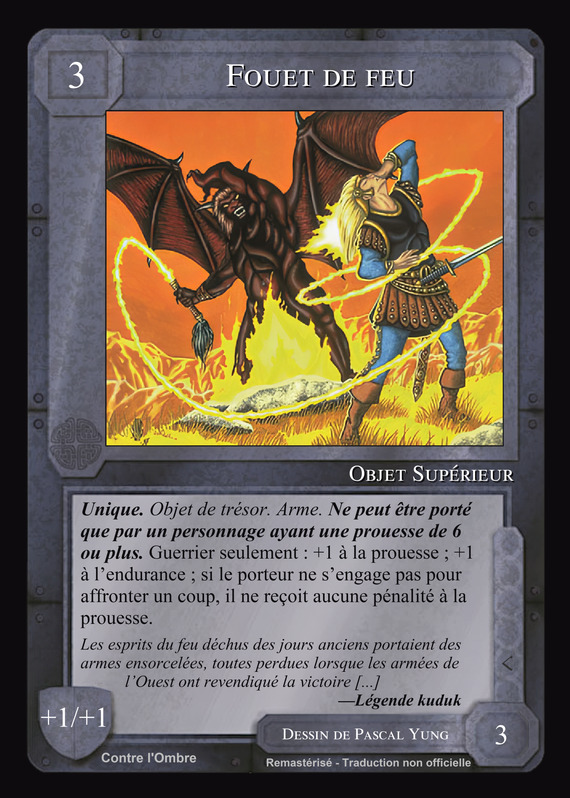 3
Fouet de feu
Objet Supérieur
Unique. Objet de trésor. Arme. Ne peut être porté
que par un personnage ayant une prouesse de 6
ou plus. Guerrier seulement : +1 à la prouesse ; +1
à l'endurance ; si le porteur ne s'engage pas pour
affronter un coup, il ne reçoit aucune pénalité à la
prouesse.
Les esprits du feu déchus des jours anciens portaient des
armes ensorcelées, toutes perdues lorsque les armées de
l'Ouest ont revendiqué la victoire [...]
—Légende kuduk
+1/+1
Dessin de Pascal Yung
3
Contre l'Ombre
Remastérisé - Traduction non officielle